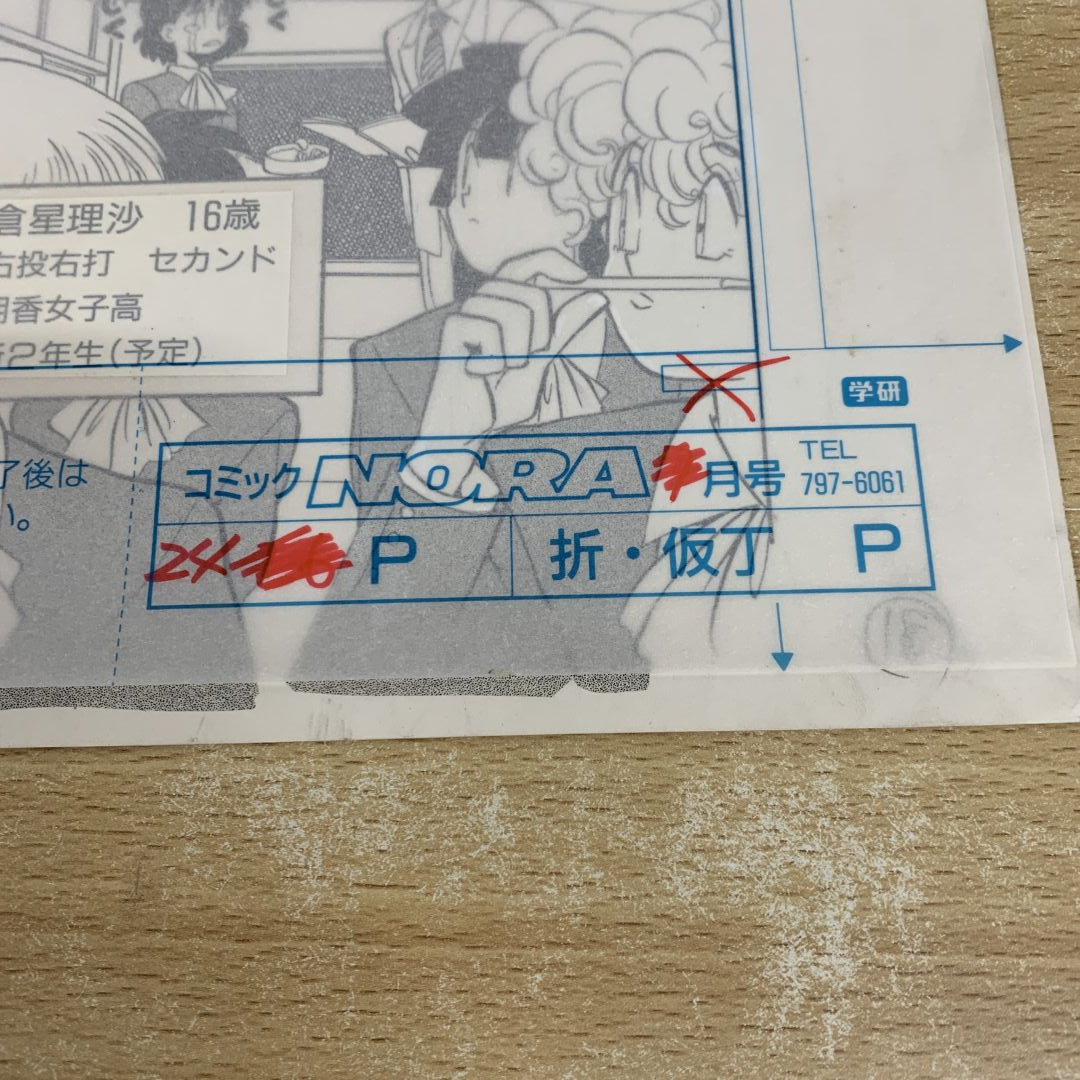 倉星理沙 16歳
右投右打 セカンド
香女子高
2年生(予定)
了後は
い。
学研
コミック NORA 月号 TEL 797-6061
P 折・仮丁 P